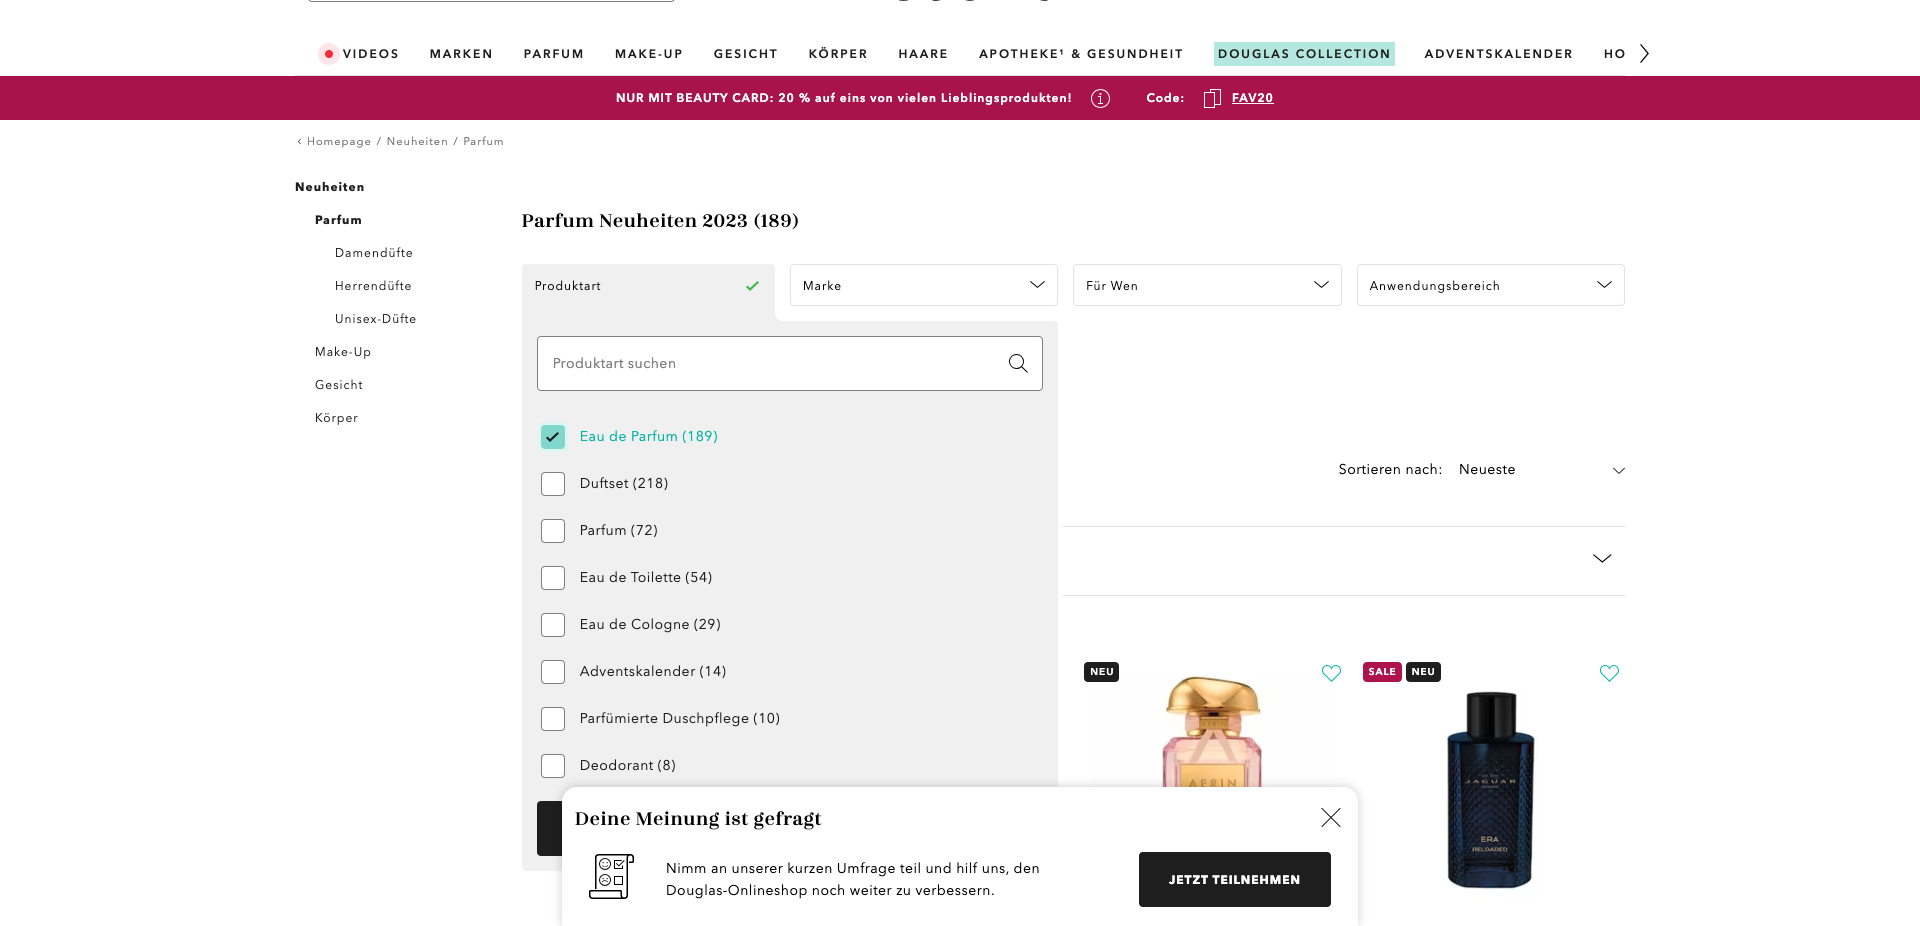 VIDEOS
MARKEN
PARFUM
MAKE-UP
GESICHT
KÖRPER
HAARE
APOTHEKE¹ & GESUNDHEIT
DOUGLAS COLLECTION
ADVENTSKALENDER
HO
NUR MIT BEAUTY CARD: 20 % auf eins von vielen Lieblingsprodukten!
Code:
FAV20
Homepage / Neuheiten / Parfum
Neuheiten
Parfum
Damendüfte
Herrendüfte
Unisex-Düfte
Make-Up
Gesicht
Körper
Parfum Neuheiten 2023 (189)
Produktart
Marke
Für Wen
Anwendungsbereich
Produktart suchen
Eau de Parfum (189)
Duftset (218)
Parfum (72)
Eau de Toilette (54)
Eau de Cologne (29)
Adventskalender (14)
Parfümierte Duschpflege (10)
Deodorant (8)
Sortieren nach:
Neueste
NEU
AERIN
SALE
NEU
JAGUAR
ERA
RELOADED
Deine Meinung ist gefragt
Nimm an unserer kurzen Umfrage teil und hilf uns, den
Douglas-Onlineshop noch weiter zu verbessern.
JETZT TEILNEHMEN